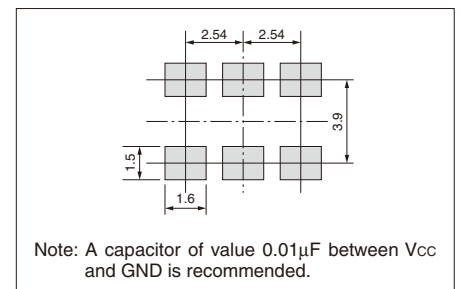 2.54 2.54
3.9
1.5
1.6
Note: A capacitor of value 0.01μF between Vcc
and GND is recommended.